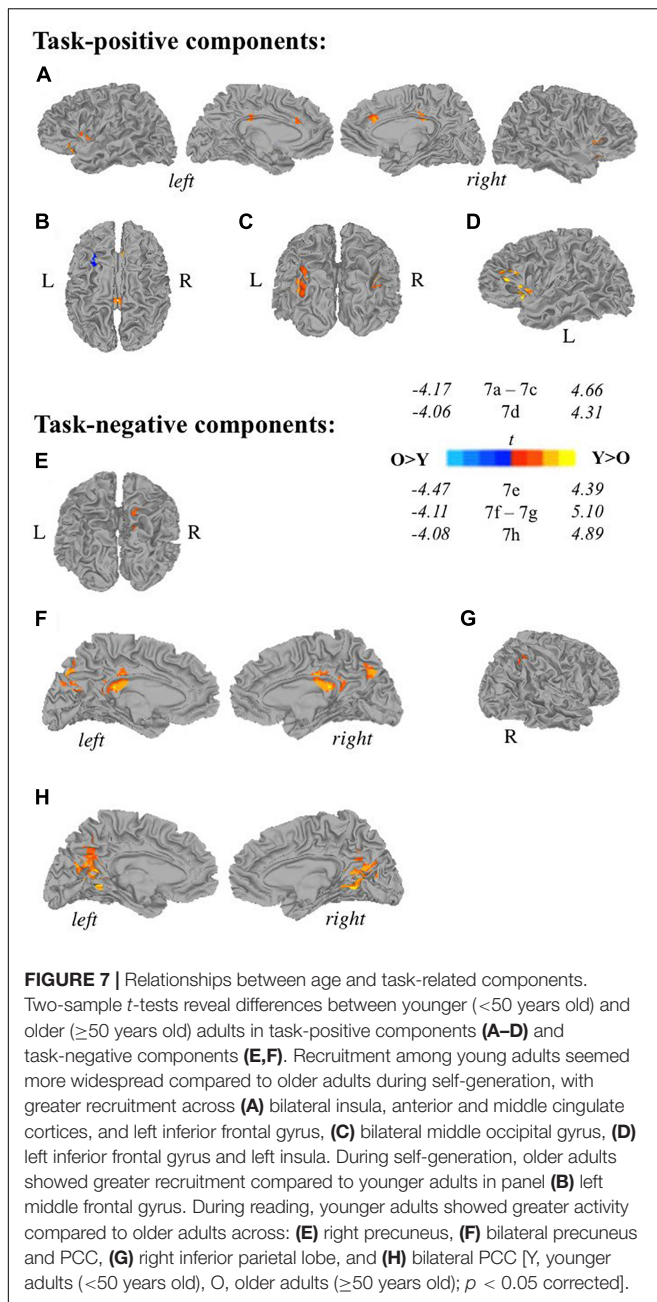 Task-positive components:
A
left right
B C D
L R L R
L
-4.17 7a – 7c 4.66
-4.06 7d 4.31
Task-negative components:
t
O>Y Y>O
E
-4.47 7e 4.39
-4.11 7f – 7g 5.10
-4.08 7h 4.89
L R
F G
left right
R
H
left right
FIGURE 7 | Relationships between age and task-related components.
Two-sample t-tests reveal differences between younger (<50 years old) and
older (≥50 years old) adults in task-positive components (A–D) and
task-negative components (E,F). Recruitment among young adults seemed
more widespread compared to older adults during self-generation, with
greater recruitment across (A) bilateral insula, anterior and middle cingulate
cortices, and left inferior frontal gyrus, (C) bilateral middle occipital gyrus, (D)
left inferior frontal gyrus and left insula. During self-generation, older adults
showed greater recruitment compared to younger adults in panel (B) left
middle frontal gyrus. During reading, younger adults showed greater activity
compared to older adults across: (E) right precuneus, (F) bilateral precuneus
and PCC, (G) right inferior parietal lobe, and (H) bilateral PCC [Y, younger
adults (<50 years old), O, older adults (≥50 years old); p < 0.05 corrected].